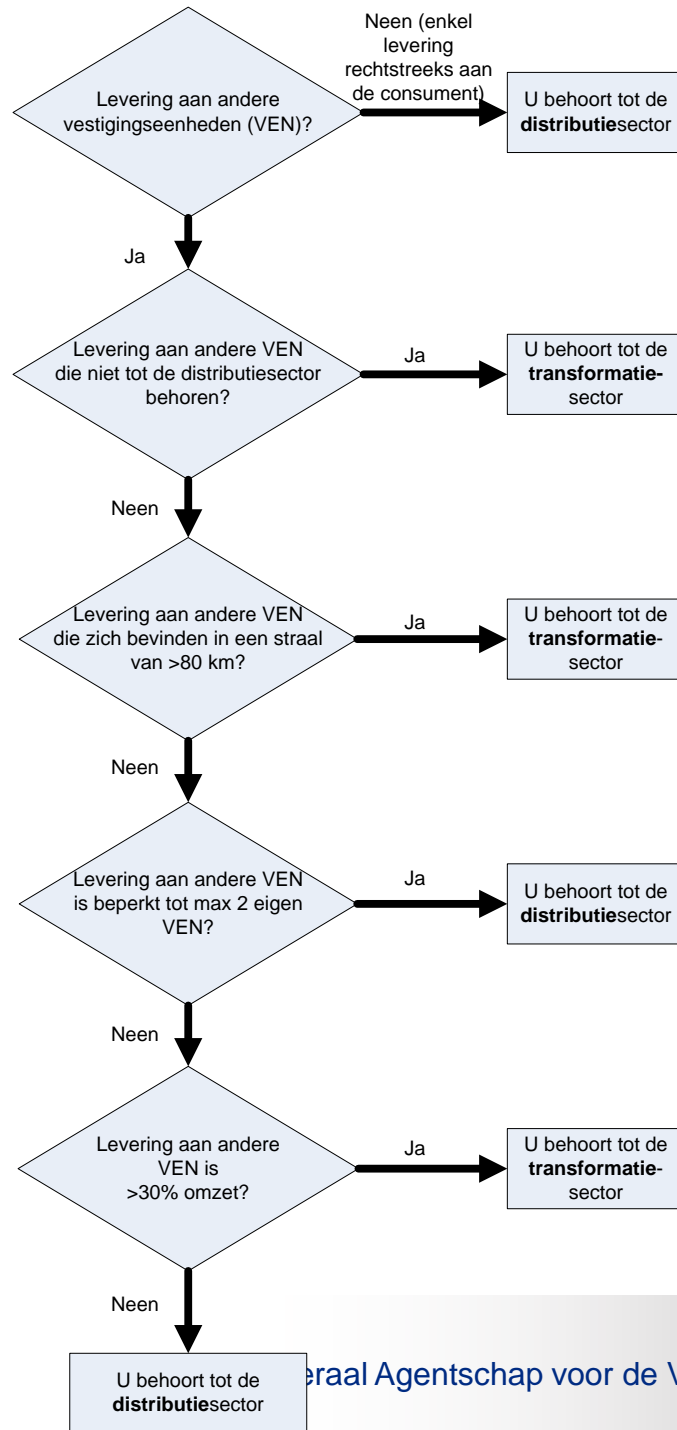 Neen (enkel
levering
rechtstreeks aan
de consument)
Levering aan andere
vestigingseenheden (VEN)?
U behoort tot de
distributiesector
Ja
Levering aan andere VEN
die niet tot de distributiesector
behoren?
Ja
U behoort tot de
transformatie-
sector
Neen
Levering aan andere VEN
die zich bevinden in een straal
van >80 km?
Ja
U behoort tot de
transformatie-
sector
Neen
Levering aan andere VEN
is beperkt tot max 2 eigen
VEN?
Ja
U behoort tot de
distributiesector
Neen
Levering aan andere
VEN is
>30% omzet?
Ja
U behoort tot de
transformatie-
sector
Neen
U behoort tot de
distributiesector
eraal Agentschap voor de V